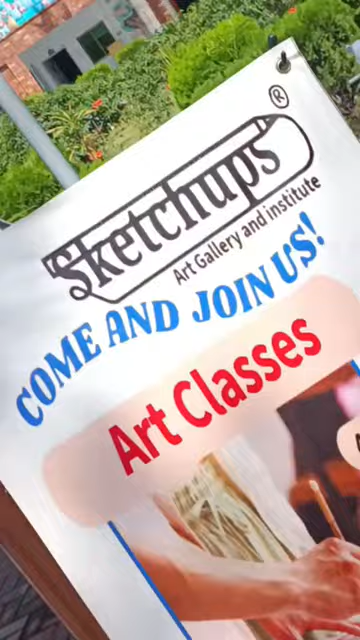 ®
Sketchups
Art Gallery and institute
COME AND JOIN US!
Art Classes